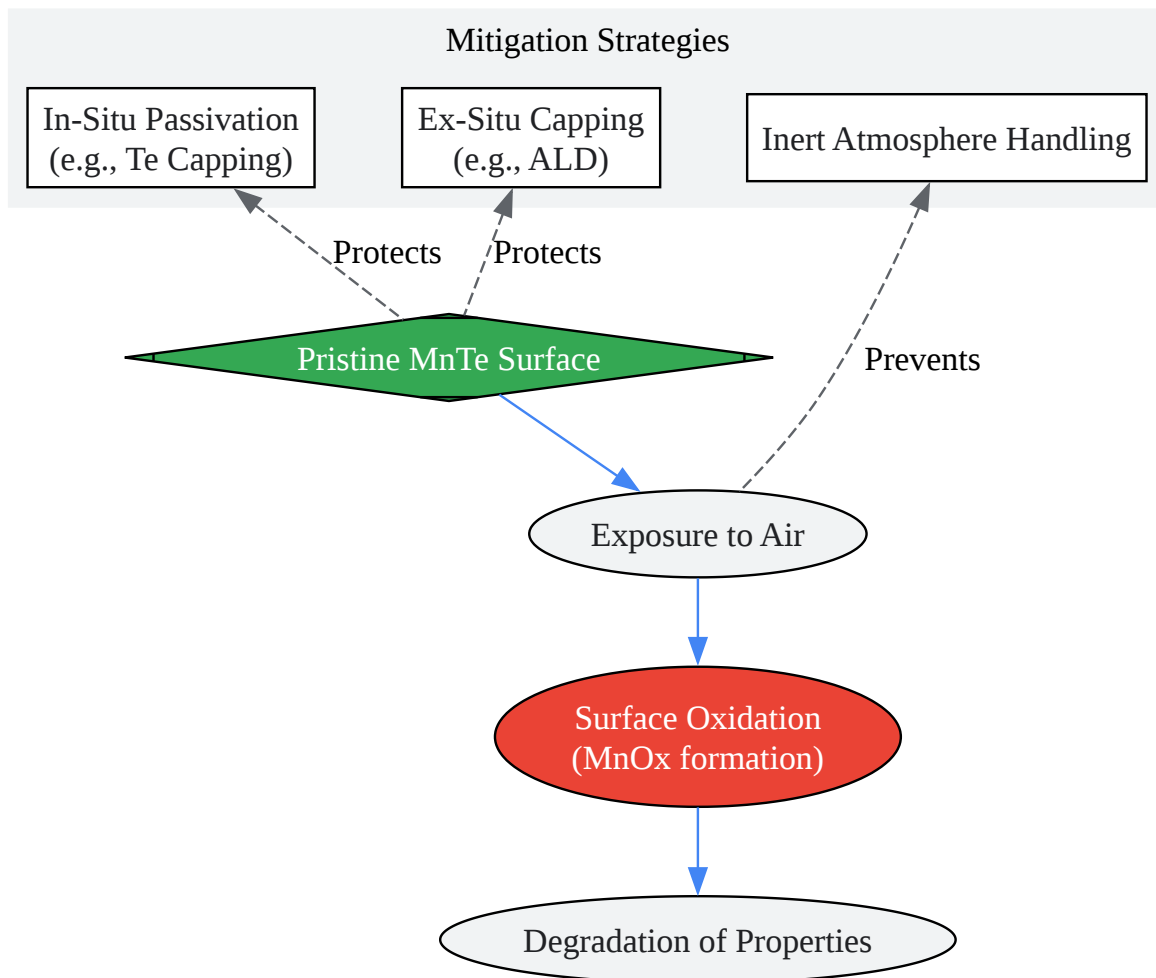 Mitigation Strategies
In-Situ Passivation
(e.g., Te Capping)
Ex-Situ Capping
(e.g., ALD)
Inert Atmosphere Handling
Protects
Protects
Pristine MnTe Surface
Prevents
Exposure to Air
Surface Oxidation
(MnOx formation)
Degradation of Properties